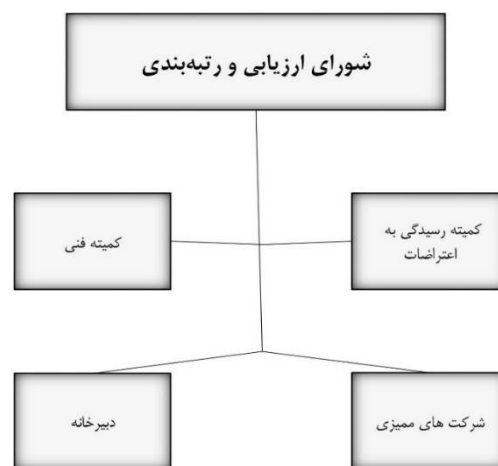 شورای ارزیابی و رتبه‌بندی
کمیته رسیدگی به
اعتراضات
کمیته فنی
شرکت های ممیزی
دبیرخانه